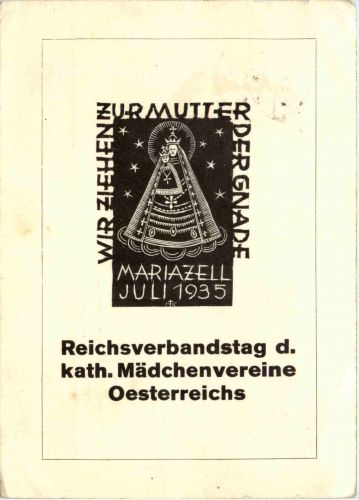 WIR ZIEHEN
ZUR MUTTER
DER GNADE
MARIAZELL
JULI 1935
Reichsverbandstag d.
kath. Mädchenvereine
Oesterreichs